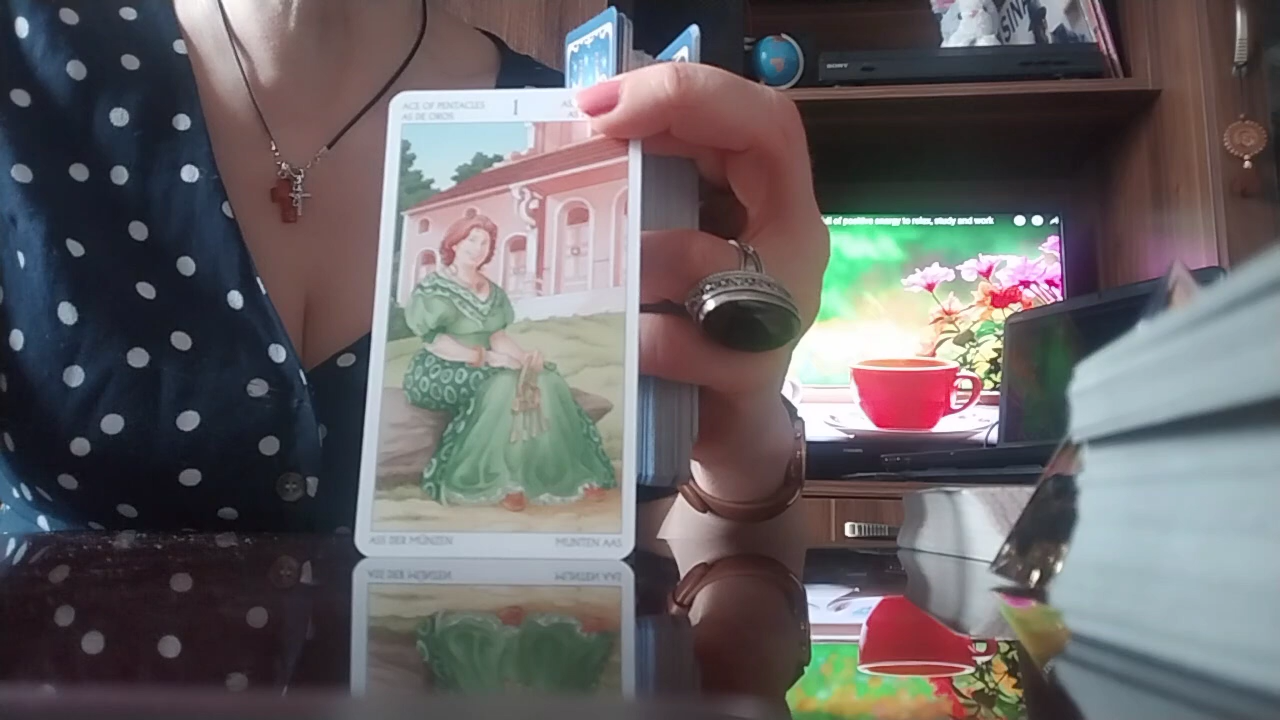 ACE OF PENTACLES
AS DE OROS
I
ASS DER MÜNZEN
MUNTEN AAS
SONY
of positive energy to relax, study and work